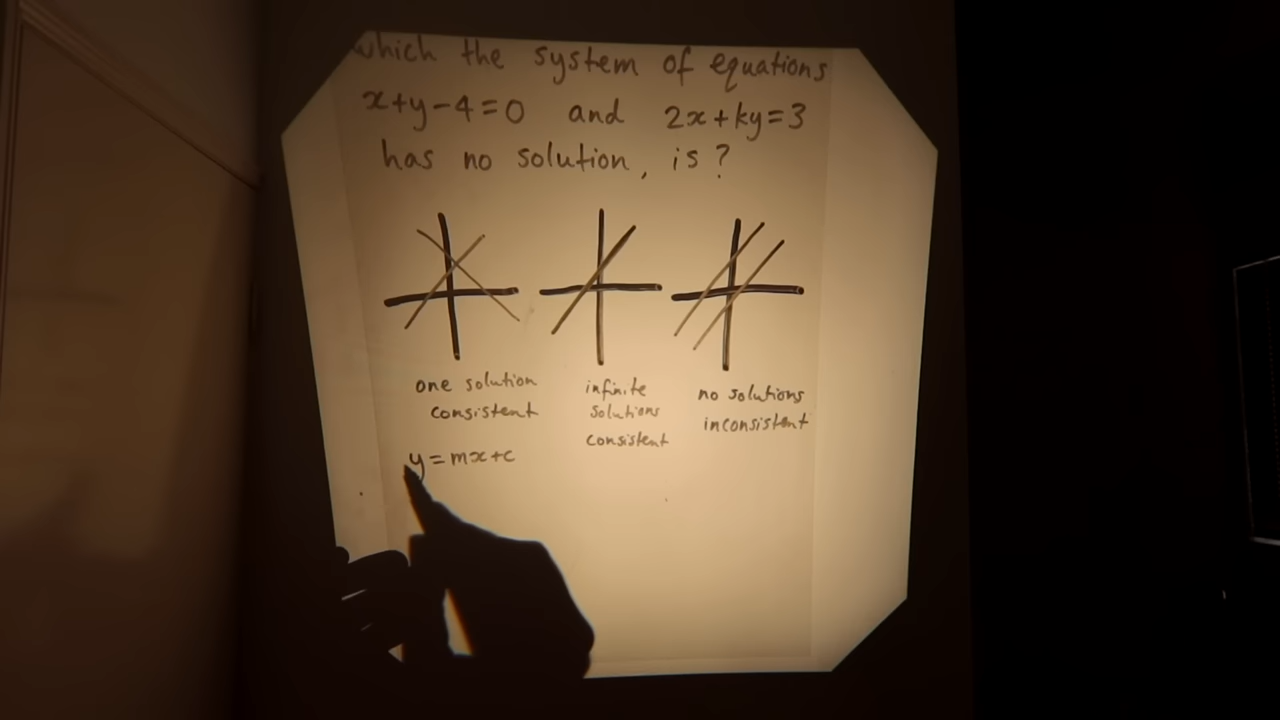 which the system of equations
x+y-4=0 and 2x+ky=3
has no solution, is?
one solution
consistent
infinite
solutions
consistent
no solutions
inconsistent
y=mx+c